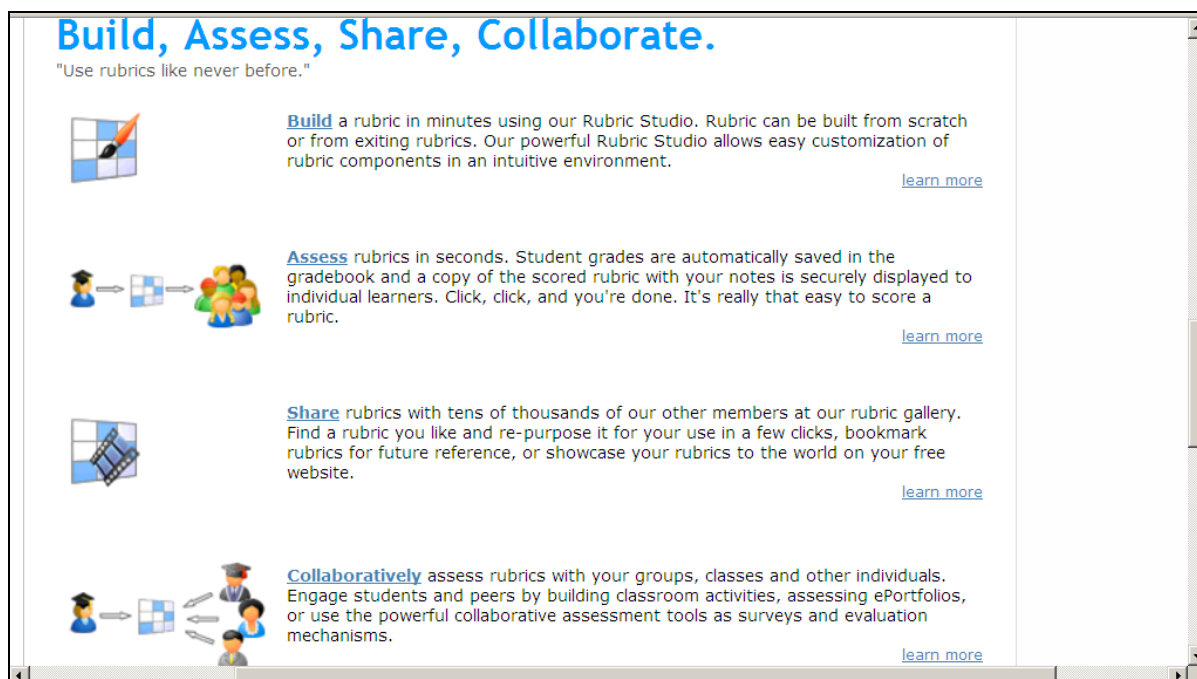 Build, Assess, Share, Collaborate.
"Use rubrics like never before."
Build a rubric in minutes using our Rubric Studio. Rubric can be built from scratch
or from exiting rubrics. Our powerful Rubric Studio allows easy customization of
rubric components in an intuitive environment.
learn more
Assess rubrics in seconds. Student grades are automatically saved in the
gradebook and a copy of the scored rubric with your notes is securely displayed to
individual learners. Click, click, and you're done. It's really that easy to score a
rubric.
learn more
Share rubrics with tens of thousands of our other members at our rubric gallery.
Find a rubric you like and re-purpose it for your use in a few clicks, bookmark
rubrics for future reference, or showcase your rubrics to the world on your free
website.
learn more
Collaboratively assess rubrics with your groups, classes and other individuals.
Engage students and peers by building classroom activities, assessing ePortfolios,
or use the powerful collaborative assessment tools as surveys and evaluation
mechanisms.
learn more